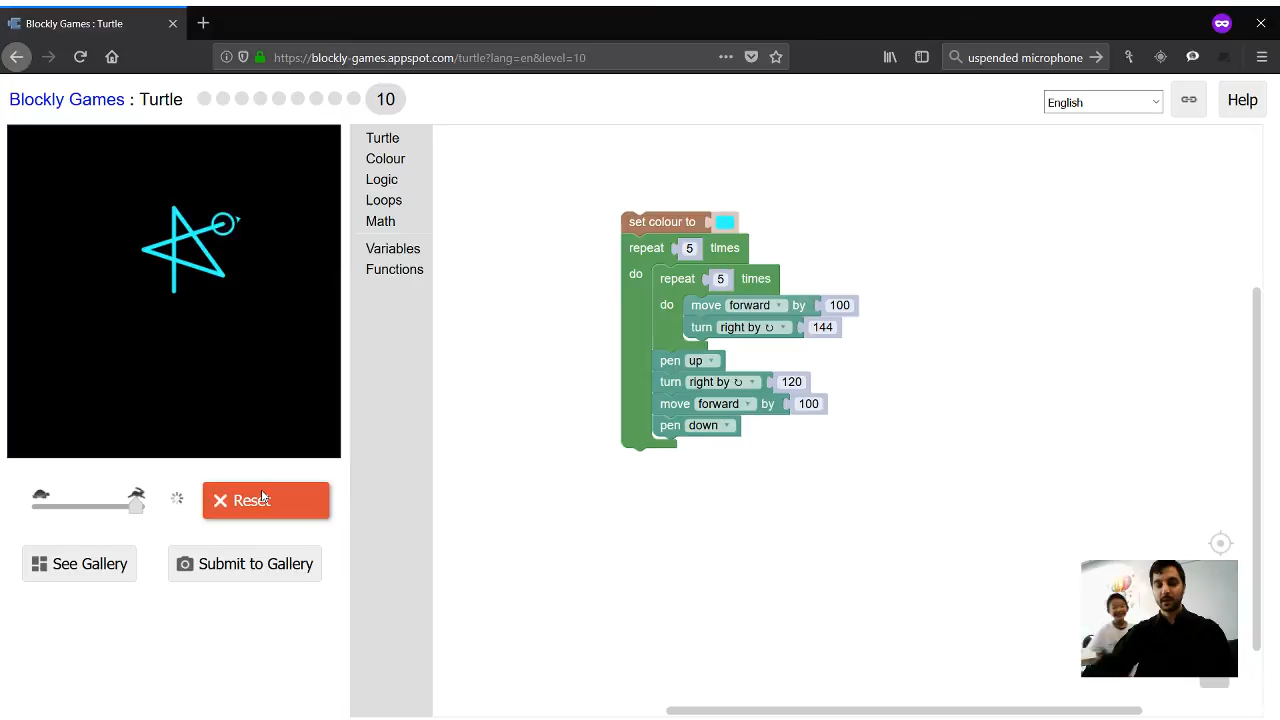 Blockly Games : Turtle
https://blockly-games.appspot.com/turtle?lang=en&level=10
uspended microphone
Blockly Games : Turtle
10
English
Help
Turtle
Colour
Logic
Loops
Math
Variables
Functions
set colour to
repeat 5 times
do
repeat 5 times
do
move forward by 100
turn right by ↻ 144
pen up
turn right by ↻ 120
move forward by 100
pen down
Reset
See Gallery
Submit to Gallery